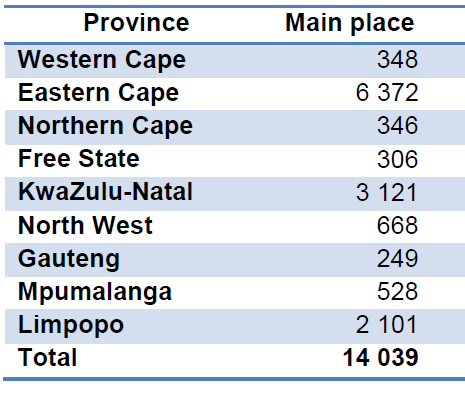 Province Main place
Western Cape 348
Eastern Cape 6 372
Northern Cape 346
Free State 306
KwaZulu-Natal 3 121
North West 668
Gauteng 249
Mpumalanga 528
Limpopo 2 101
Total 14 039